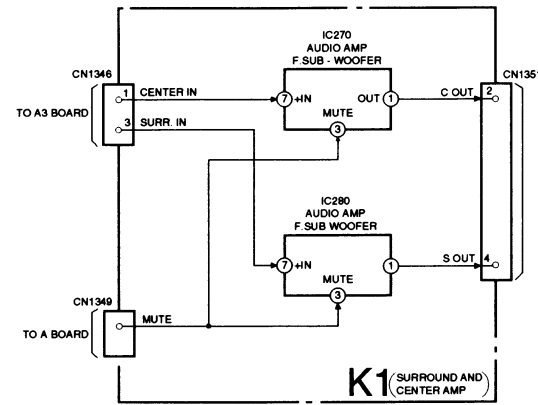 IC270
AUDIO AMP
F.SUB - WOOFER
CN1346
CN1351
1 CENTER IN
7 +IN
OUT 1
C OUT 2
TO A3 BOARD
MUTE
3 SURR. IN
3
IC280
AUDIO AMP
F.SUB WOOFER
7 +IN
1
S OUT 4
MUTE
3
CN1349
MUTE
TO A BOARD
K1 (SURROUND AND
CENTER AMP)